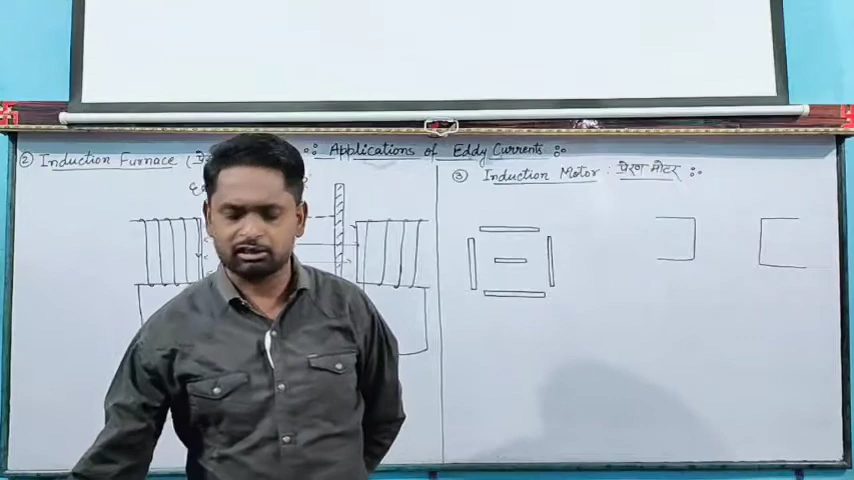 Applications of Eddy Currents
② Induction Furnace
③ Induction Motor : प्रेरण मोटर